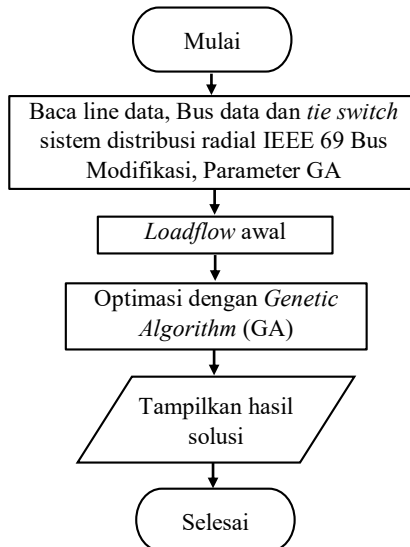 Mulai
Baca line data, Bus data dan tie switch
sistem distribusi radial IEEE 69 Bus
Modifikasi, Parameter GA
Loadflow awal
Optimasi dengan Genetic
Algorithm (GA)
Tampilkan hasil
solusi
Selesai